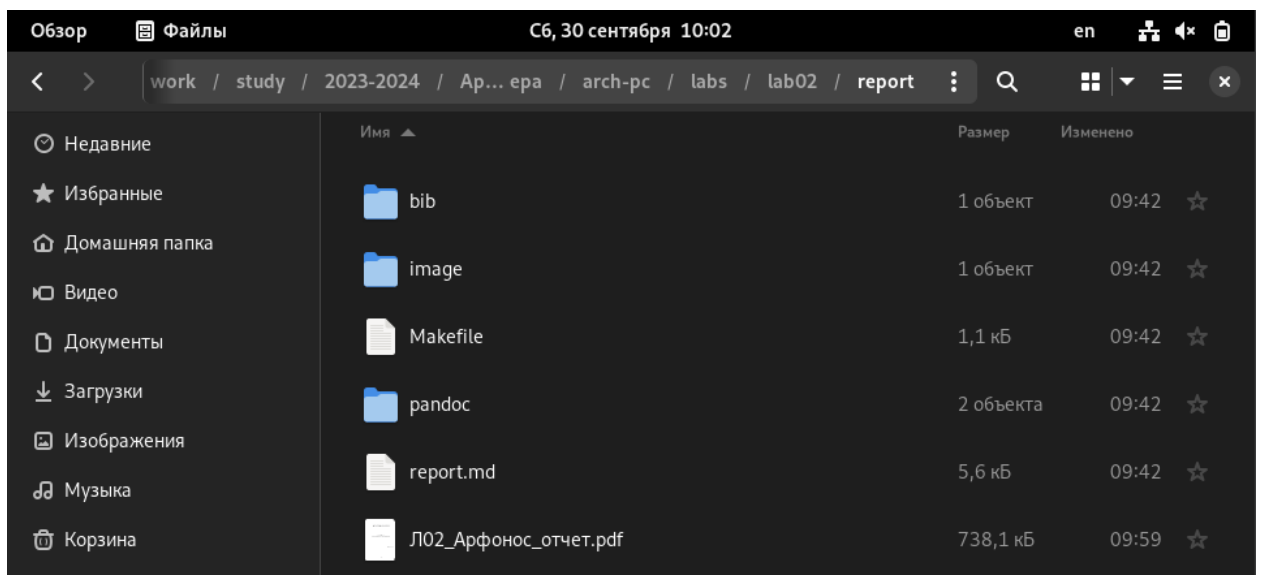 Обзор Файлы Сб, 30 сентября 10:02 en
work / study / 2023-2024 / Ар… ера / arch-pc / labs / lab02 / report
Имя Размер Изменено
Недавние
Избранные
Домашняя папка
Видео
Документы
Загрузки
Изображения
Музыка
Корзина
bib 1 объект 09:42
image 1 объект 09:42
Makefile 1,1 кБ 09:42
pandoc 2 объекта 09:42
report.md 5,6 кБ 09:42
Л02_Арфонос_отчет.pdf 738,1 кБ 09:59